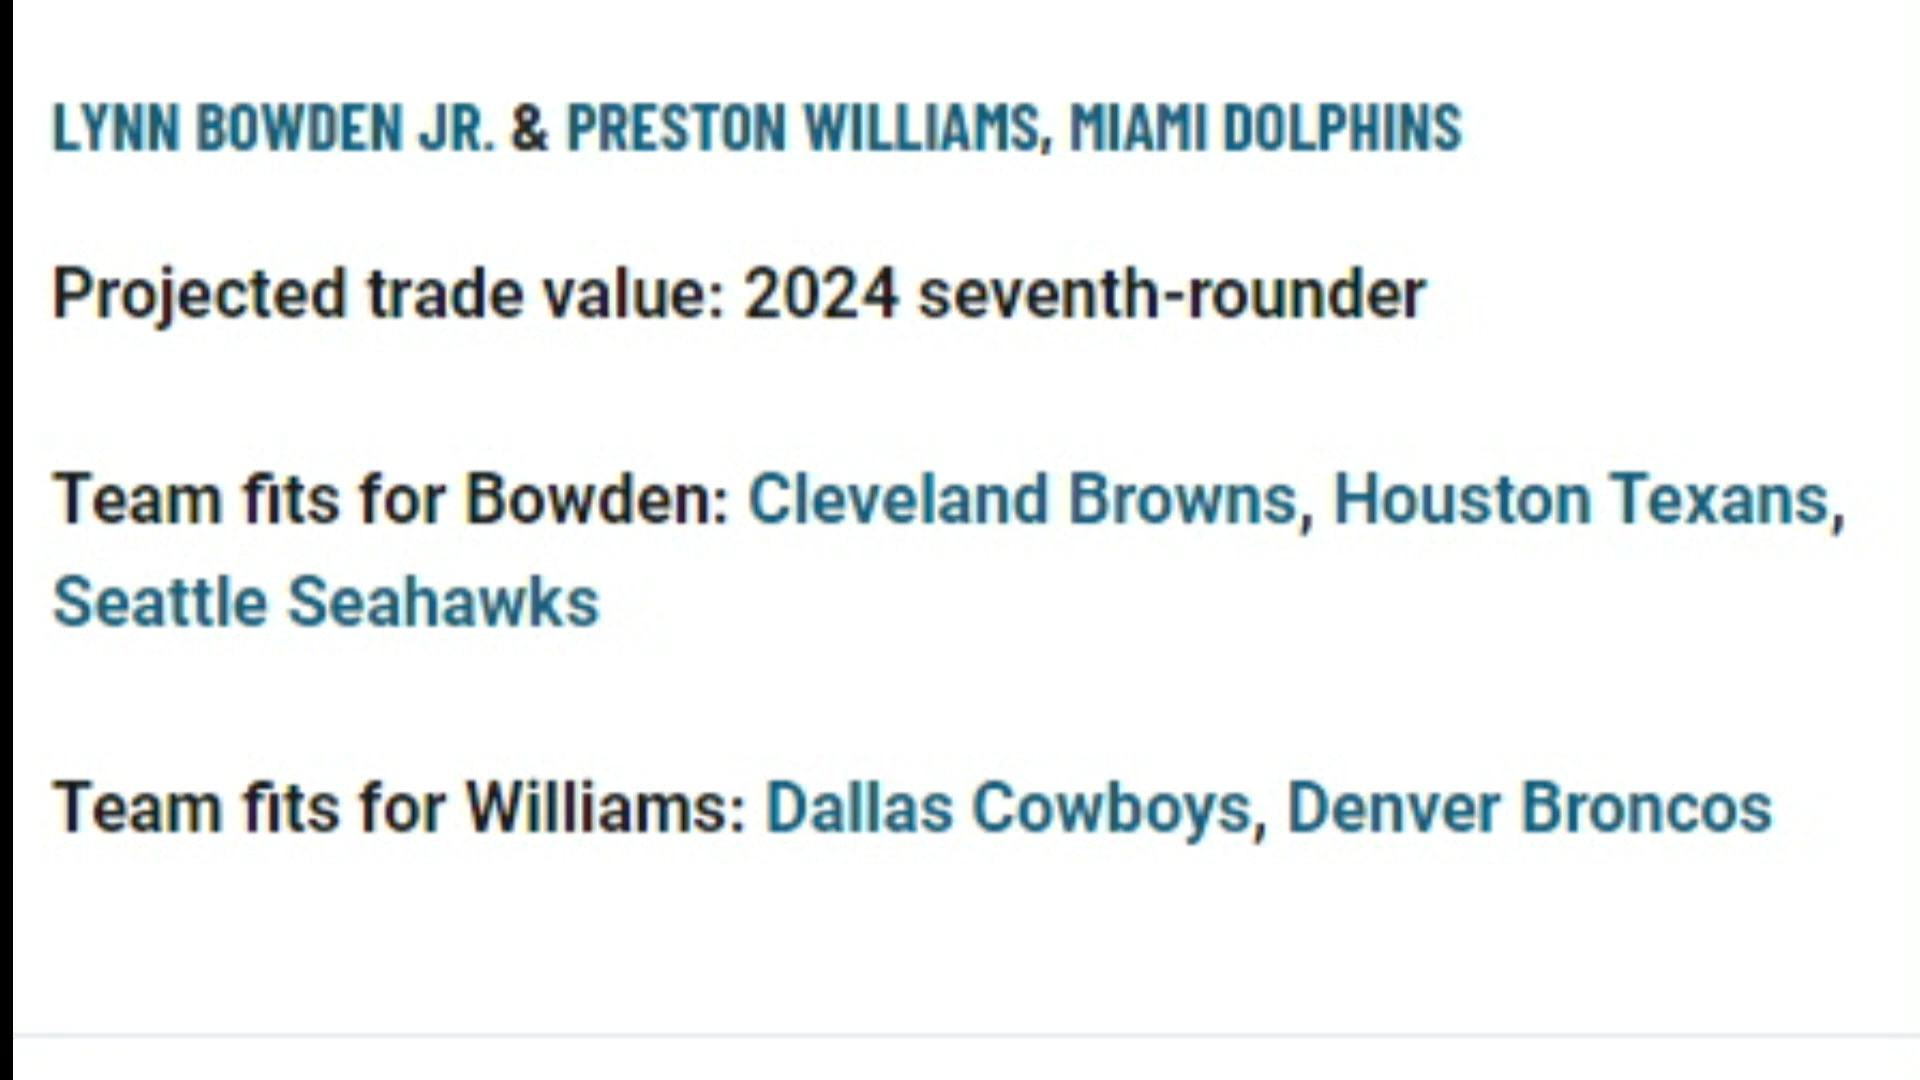 LYNN BOWDEN JR. & PRESTON WILLIAMS, MIAMI DOLPHINS
Projected trade value: 2024 seventh-rounder
Team fits for Bowden: Cleveland Browns, Houston Texans,
Seattle Seahawks
Team fits for Williams: Dallas Cowboys, Denver Broncos